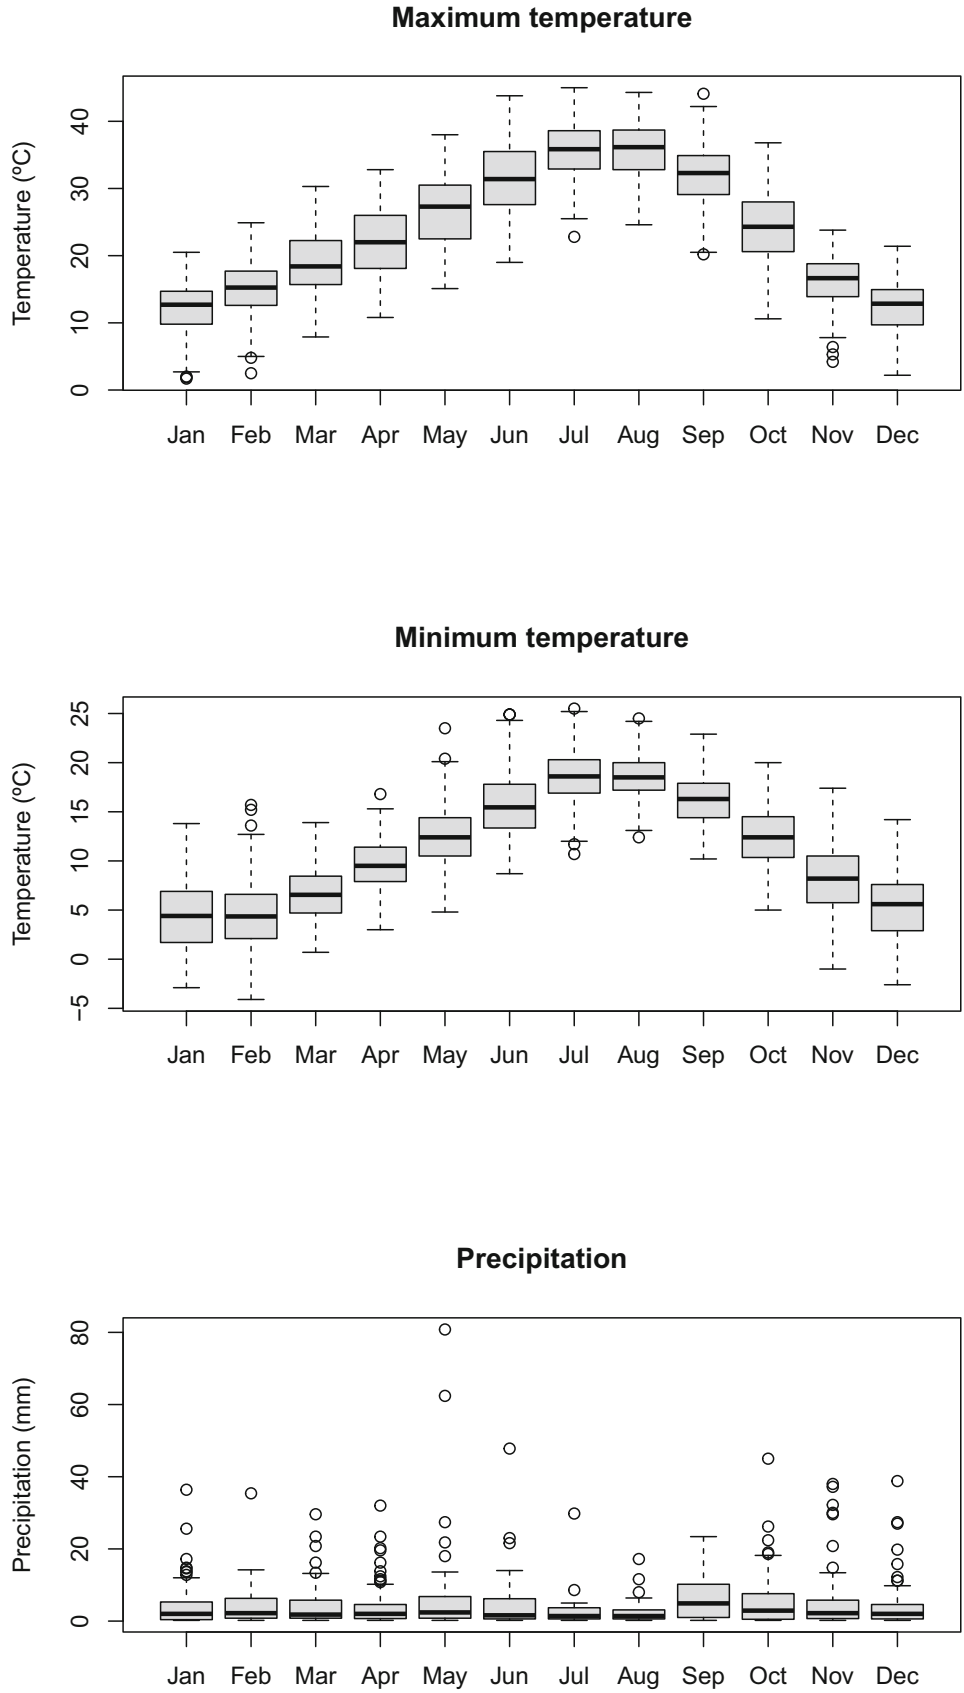 Maximum temperature
Temperature (ºC)
40
30
20
10
0
Jan Feb Mar Apr May Jun Jul Aug Sep Oct Nov Dec
Minimum temperature
Temperature (ºC)
25
20
15
10
5
0
−5
Jan Feb Mar Apr May Jun Jul Aug Sep Oct Nov Dec
Precipitation
Precipitation (mm)
80
60
40
20
0
Jan Feb Mar Apr May Jun Jul Aug Sep Oct Nov Dec